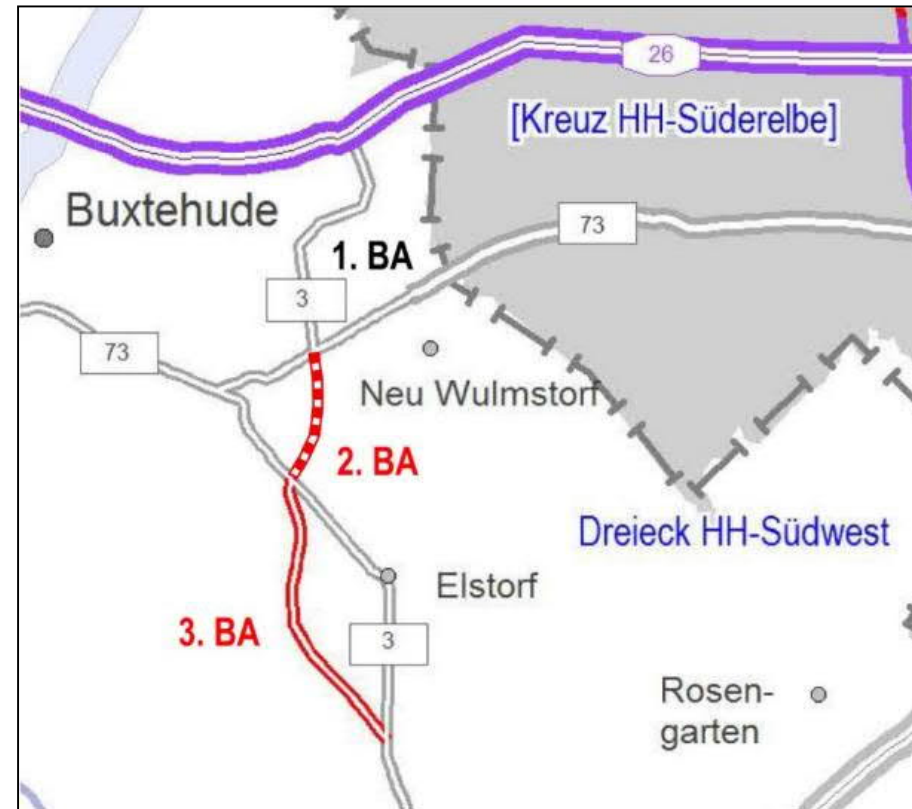 26
[Kreuz HH-Süderelbe]
Buxtehude
73
1. BA
3
73
Neu Wulmstorf
2. BA
Dreieck HH-Südwest
Elstorf
3. BA
3
Rosen-
garten